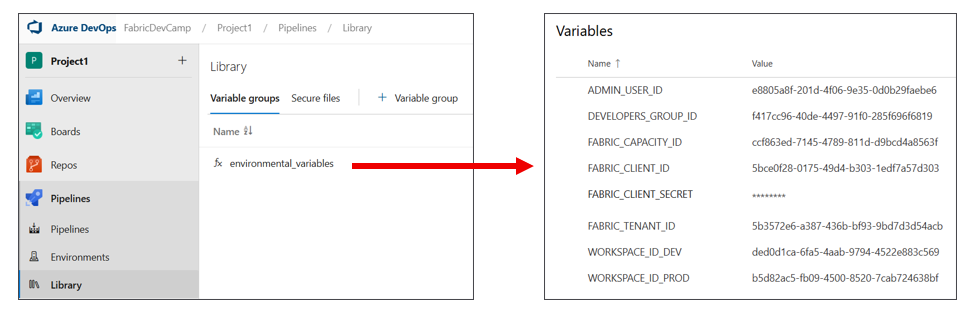 Azure DevOps FabricDevCamp / Project1 / Pipelines / Library
P Project1 +
Overview
Boards
Repos
Pipelines
Pipelines
Environments
Library
Library
Variable groups Secure files + Variable group
Name
fx environmental_variables
Variables
Name ↑ Value
ADMIN_USER_ID e8805a8f-201d-4f06-9e35-0d0b29faebe6
DEVELOPERS_GROUP_ID f417cc96-40de-4497-91f0-285f696f6819
FABRIC_CAPACITY_ID ccf863ed-7145-4789-811d-d9bcd4a8563f
FABRIC_CLIENT_ID 5bce0f28-0175-49d4-b303-1edf7a57d303
FABRIC_CLIENT_SECRET ********
FABRIC_TENANT_ID 5b3572e6-a387-436b-bf93-9bd7d3d54acb
WORKSPACE_ID_DEV ded0d1ca-6fa5-4aab-9794-4522e883c569
WORKSPACE_ID_PROD b5d82ac5-fb09-4500-8520-7cab724638bf